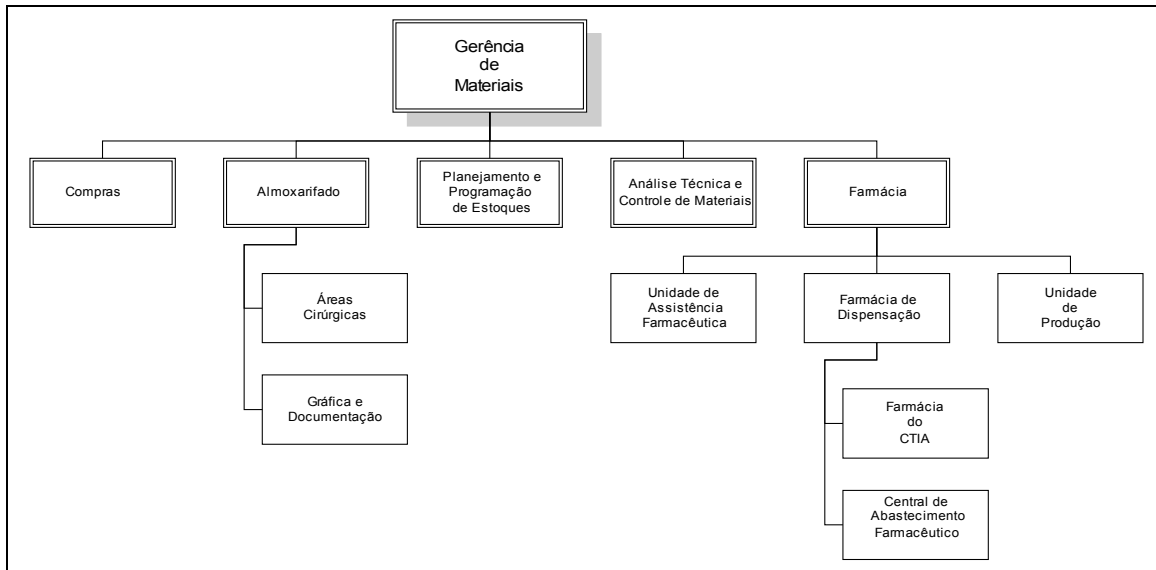 Gerência
de
Materiais
Compras
Almoxarifado
Planejamento e
Programação
de Estoques
Análise Técnica e
Controle de Materiais
Farmácia
Áreas
Cirúrgicas
Gráfica e
Documentação
Unidade de
Assistência
Farmacêutica
Farmácia de
Dispensação
Unidade
de
Produção
Farmácia
do
CTIA
Central de
Abastecimento
Farmacêutico